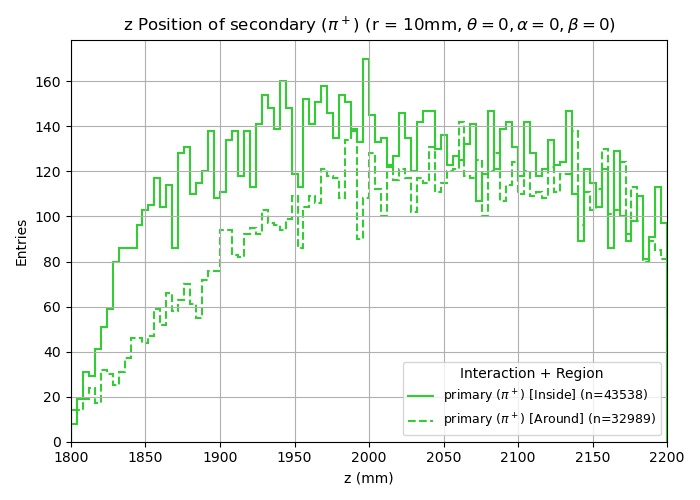 z Position of secondary (π⁺) (r = 10mm, θ = 0, α = 0, β = 0)
Entries
160
140
120
100
80
60
40
20
0
1800 1850 1900 1950 2000 2050 2100 2150 2200
z (mm)
Interaction + Region
primary (π⁺) [Inside] (n=43538)
primary (π⁺) [Around] (n=32989)